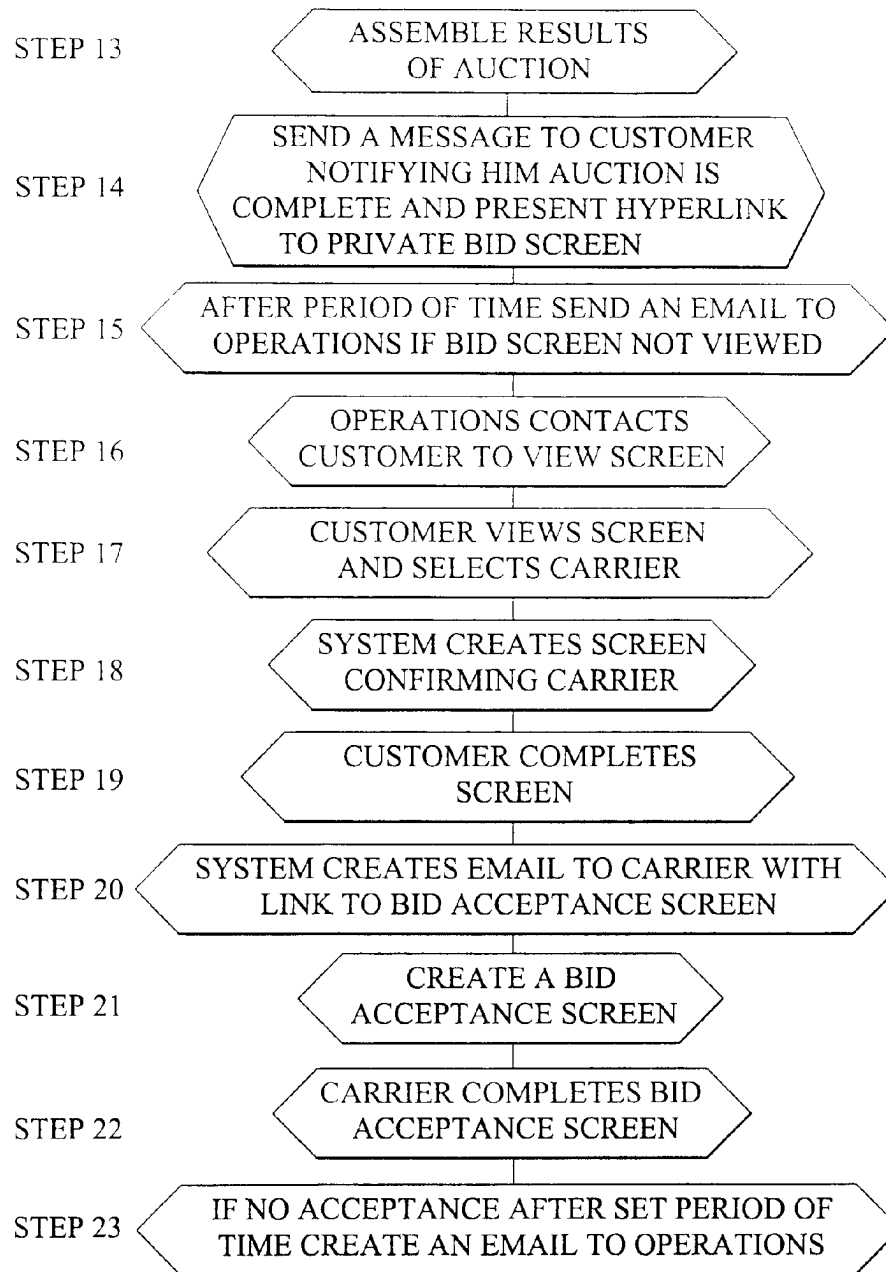 STEP 13
ASSEMBLE RESULTS
OF AUCTION
STEP 14
SEND A MESSAGE TO CUSTOMER
NOTIFYING HIM AUCTION IS
COMPLETE AND PRESENT HYPERLINK
TO PRIVATE BID SCREEN
STEP 15
AFTER PERIOD OF TIME SEND AN EMAIL TO
OPERATIONS IF BID SCREEN NOT VIEWED
STEP 16
OPERATIONS CONTACTS
CUSTOMER TO VIEW SCREEN
STEP 17
CUSTOMER VIEWS SCREEN
AND SELECTS CARRIER
STEP 18
SYSTEM CREATES SCREEN
CONFIRMING CARRIER
STEP 19
CUSTOMER COMPLETES
SCREEN
STEP 20
SYSTEM CREATES EMAIL TO CARRIER WITH
LINK TO BID ACCEPTANCE SCREEN
STEP 21
CREATE A BID
ACCEPTANCE SCREEN
STEP 22
CARRIER COMPLETES BID
ACCEPTANCE SCREEN
STEP 23
IF NO ACCEPTANCE AFTER SET PERIOD OF
TIME CREATE AN EMAIL TO OPERATIONS